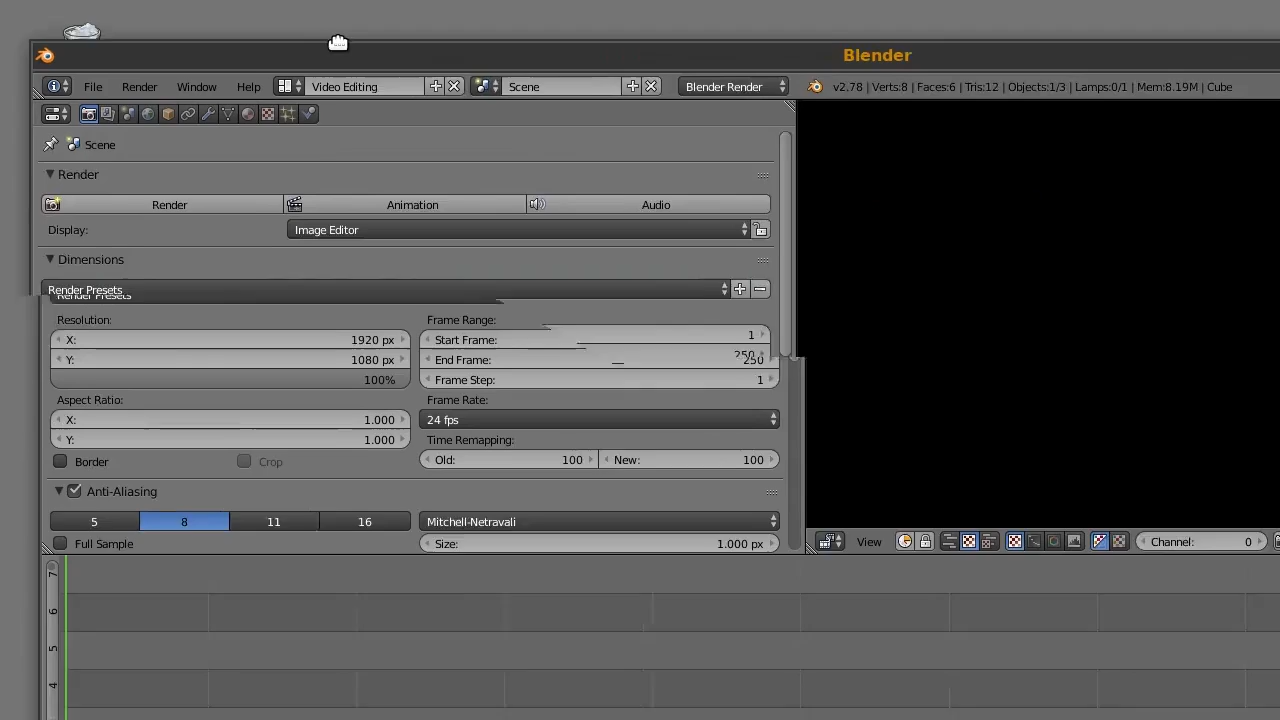 Blender
File Render Window Help Video Editing Scene Blender Render v2.78 | Verts:8 | Faces:6 | Tris:12 | Objects:1/3 | Lamps:0/1 | Mem:8.19M | Cube
Scene
Render
Render Animation Audio
Display: Image Editor
Dimensions
Render Presets
Render Presets
Resolution: Frame Range:
X: 1920 px Start Frame: 1
Y: 1080 px End Frame: 250
250
100% Frame Step: 1
Aspect Ratio: Frame Rate:
X: 1.000 24 fps
Y: 1.000 Time Remapping:
Border Crop Old: 100 New: 100
Anti-Aliasing
5 8 11 16 Mitchell-Netravali
Full Sample Size: 1.000 px View Channel: 0
7
6
5
4